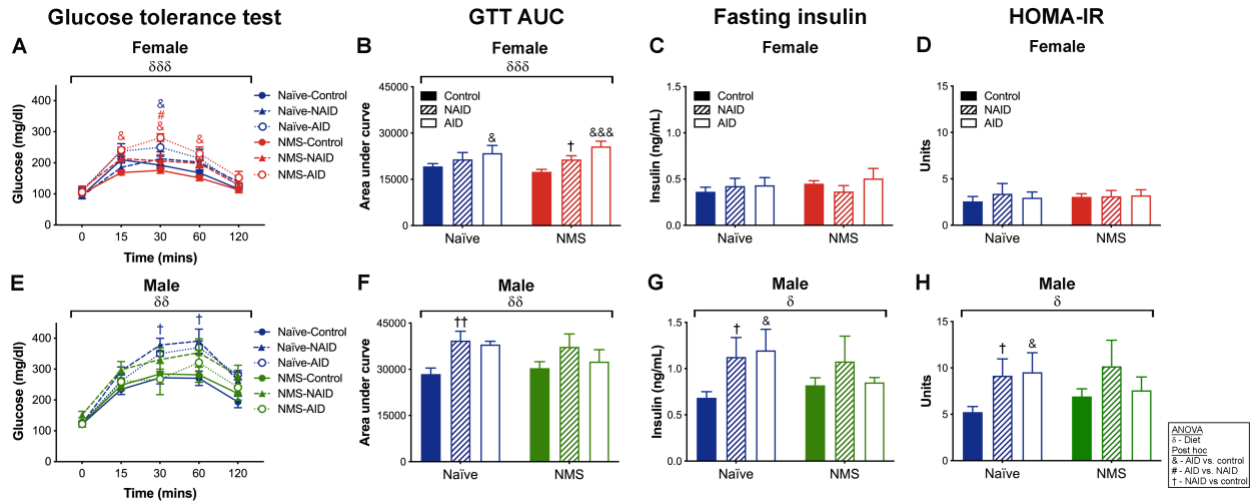 Glucose tolerance test
GTT AUC
Fasting insulin
HOMA-IR
A
Female
δδδ
Glucose (mg/dl)
400
300
200
100
0
&
&
#
&
&
0 15 30 60 120
Time (mins)
Naïve-Control
Naïve-NAID
Naïve-AID
NMS-Control
NMS-NAID
NMS-AID
B
Female
δδδ
Area under curve
45000
30000
15000
0
Control
NAID
AID
&
†
&&&
Naïve NMS
C
Female
Insulin (ng/mL)
1.5
1.0
0.5
0.0
Control
NAID
AID
Naïve NMS
D
Female
Units
15
10
5
0
Control
NAID
AID
Naïve NMS
E
Male
δδ
Glucose (mg/dl)
400
300
200
100
0
†
†
0 15 30 60 120
Time (mins)
Naïve-Control
Naïve-NAID
Naïve-AID
NMS-Control
NMS-NAID
NMS-AID
F
Male
δδ
Area under curve
45000
30000
15000
0
††
Naïve NMS
G
Male
δ
Insulin (ng/mL)
1.5
1.0
0.5
0.0
†
&
Naïve NMS
H
Male
δ
Units
15
10
5
0
†
&
Naïve NMS
ANOVA
δ - Diet
Post hoc
& - AID vs. control
# - AID vs. NAID
† - NAID vs control